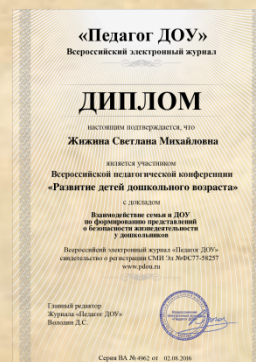 «Педагог ДОУ»
Всероссийский электронный журнал
ДИПЛОМ
настоящим подтверждается, что
Жижина Светлана Михайловна
является участником
Всероссийской педагогической конференции
«Развитие детей дошкольного возраста»
с докладом
Взаимодействие семьи и ДОУ
по формированию представлений
о безопасности жизнедеятельности
у дошкольников
Всероссийский электронный журнал «Педагог ДОУ»
свидетельство о регистрации СМИ Эл №ФС77-58257
www.pdou.ru
Главный редактор
Журнала «Педагог ДОУ»
Володин Д.С.
Серия ВА №4962 от 02.08.2016